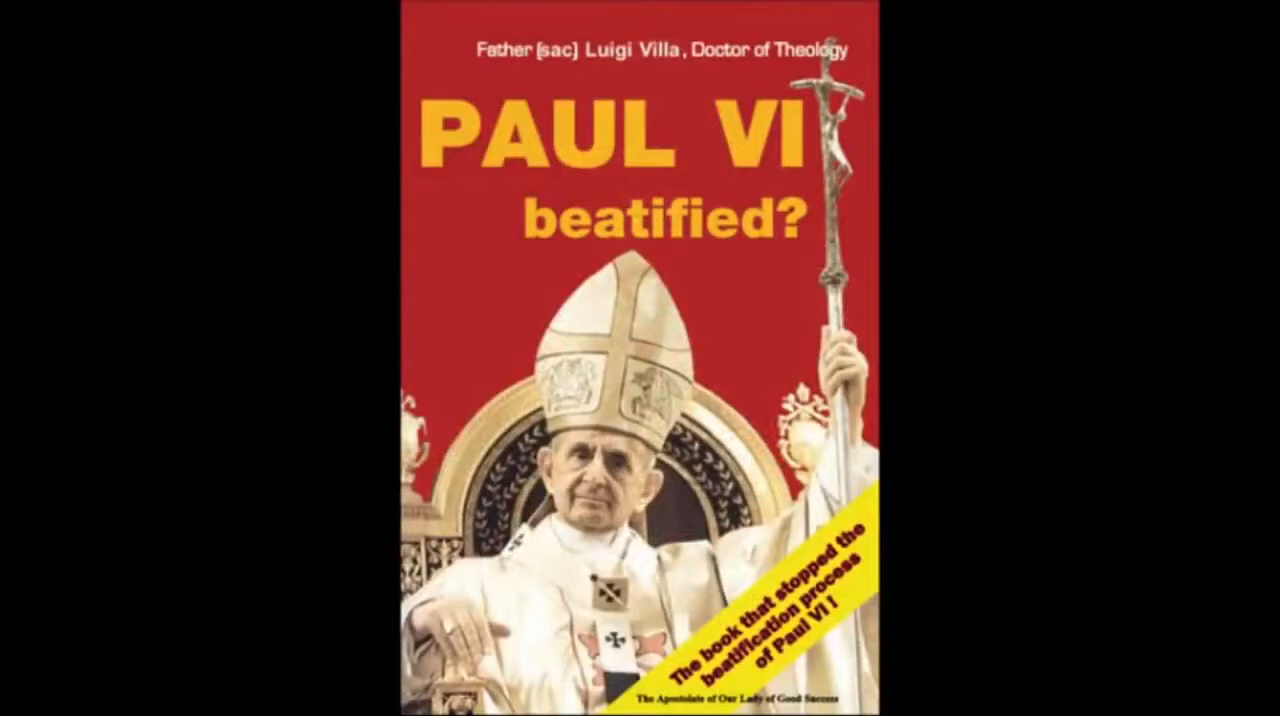 Father (sac) Luigi Villa, Doctor of Theology
PAUL VI
beatified?
The book that stopped the
beatification process
of Paul VI !
The Apostolate of Our Lady of Good Success